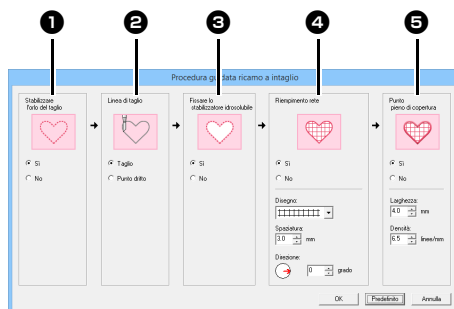 1 2 3 4 5
Procedura guidata ricamo a intaglio
Stabilizzare
l'orlo del taglio
Sì
No
Linea di taglio
Taglio
Punto dritto
Fissare lo
stabilizzatore idrosolubile
Sì
No
Riempimento rete
Sì
No
Disegno:
Spaziatura:
3.0 mm
Direzione:
0 grado
Punto
pieno di copertura
Sì
No
Larghezza:
4.0 mm
Densità:
6.5 linee/mm
OK Predefinito Annulla